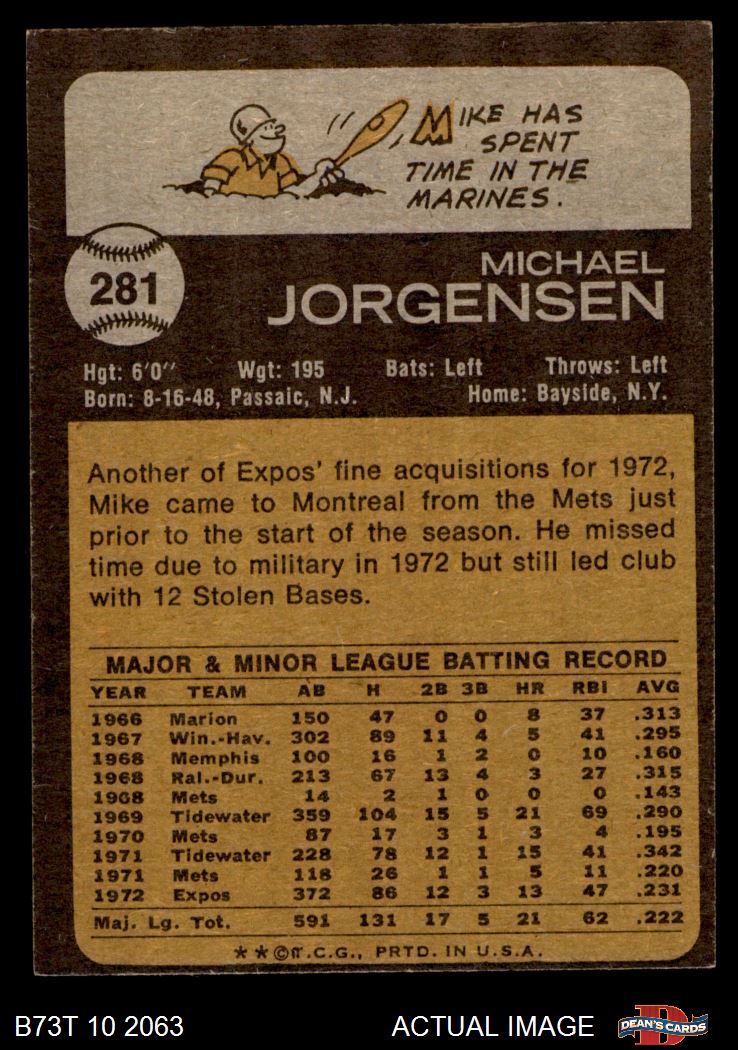 MIKE HAS
SPENT
TIME IN THE
MARINES.
281
MICHAEL
JORGENSEN
Hgt: 6'0" Wgt: 195 Bats: Left Throws: Left
Born: 8-16-48, Passaic, N.J. Home: Bayside, N.Y.
Another of Expos' fine acquisitions for 1972,
Mike came to Montreal from the Mets just
prior to the start of the season. He missed
time due to military in 1972 but still led club
with 12 Stolen Bases.
MAJOR & MINOR LEAGUE BATTING RECORD
YEAR TEAM AB H 2B 3B HR RBI AVG
1966 Marion 150 47 0 0 8 37 .313
1967 Win.-Hav. 302 89 11 4 5 41 .295
1968 Memphis 100 16 1 2 0 10 .160
1968 Ral.-Dur. 213 67 13 4 3 27 .315
1968 Mets 14 2 1 0 0 0 .143
1969 Tidewater 359 104 15 5 21 69 .290
1970 Mets 87 17 3 1 3 4 .195
1971 Tidewater 228 78 12 1 15 41 .342
1971 Mets 118 26 1 1 5 11 .220
1972 Expos 372 86 12 3 13 47 .231
Maj. Lg. Tot. 591 131 17 5 21 62 .222
**©T.C.G., PRTD. IN U.S.A.
B73T 10 2063 ACTUAL IMAGE D DEAN'S CARDS